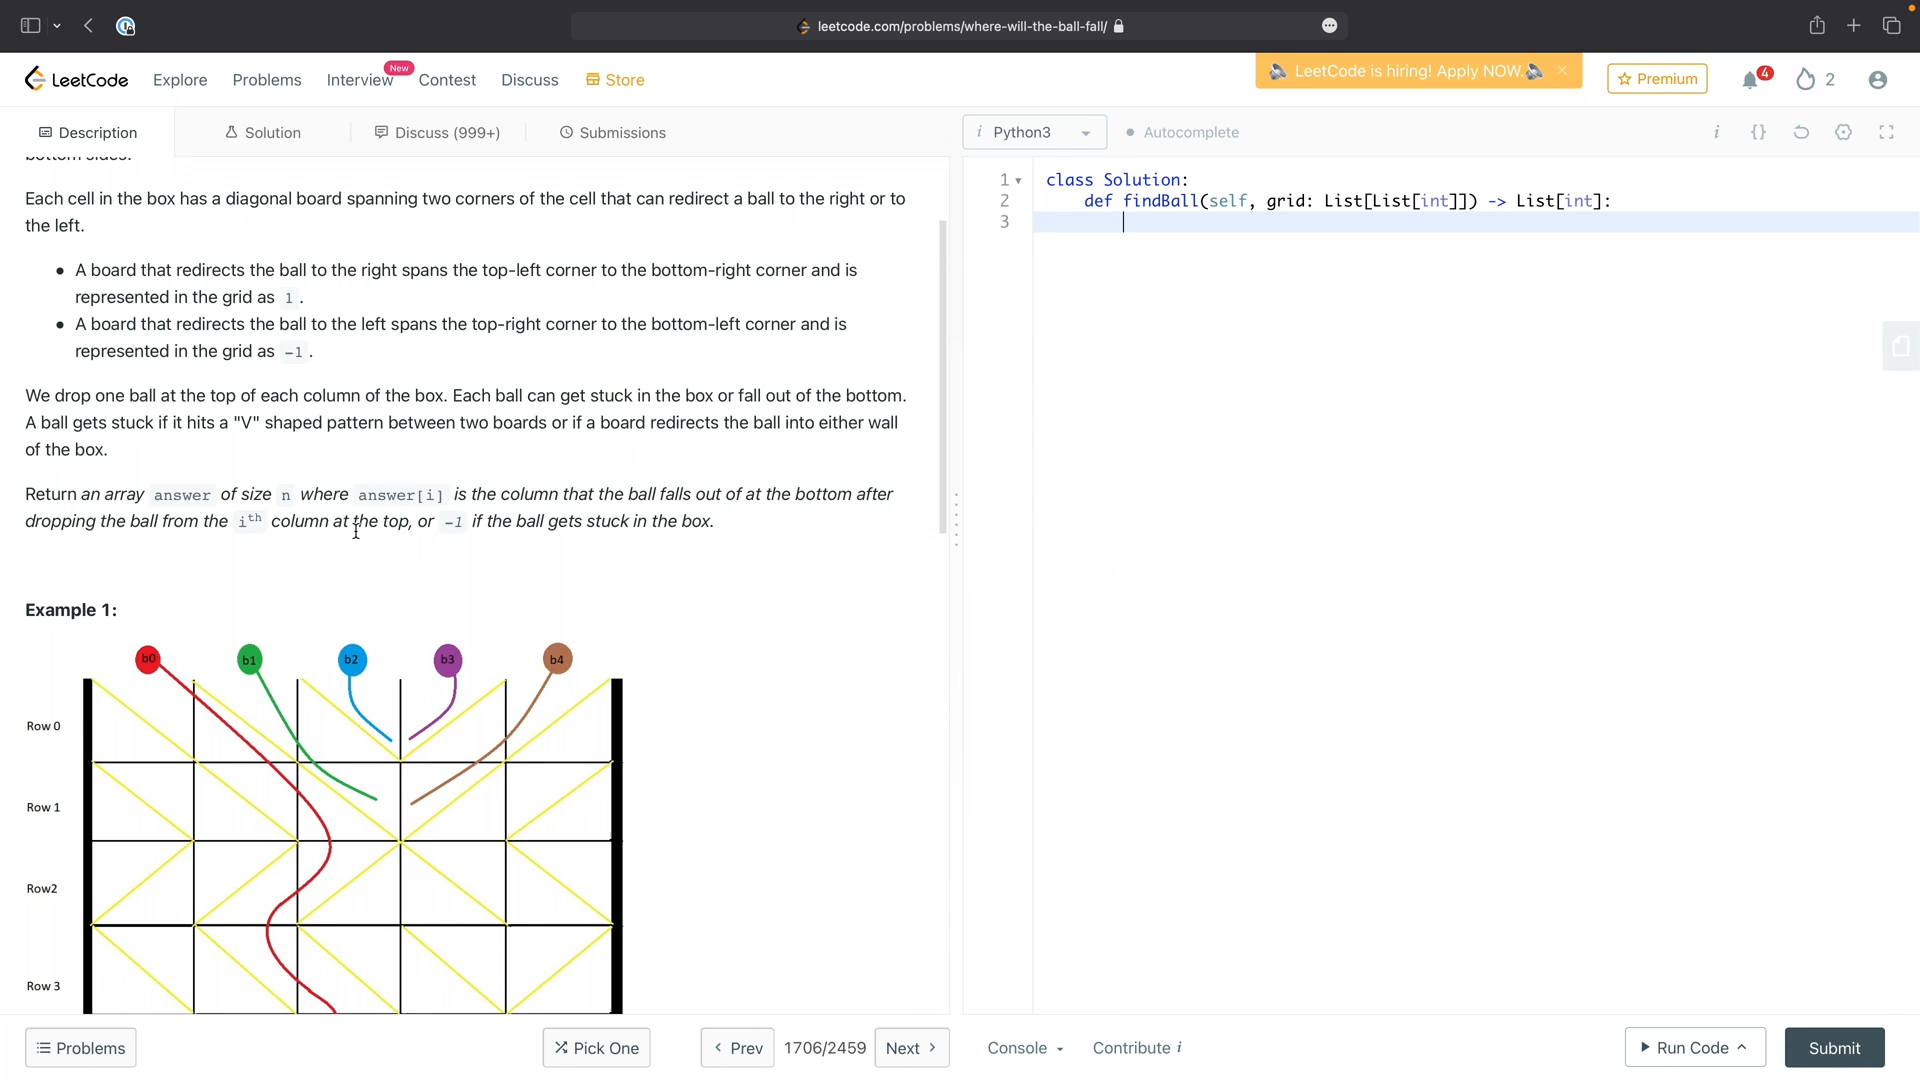 leetcode.com/problems/where-will-the-ball-fall/
LeetCode
Explore
Problems
Interview
New
Contest
Discuss
Store
LeetCode is hiring! Apply NOW.
Premium
4
2
Description
Solution
Discuss (999+)
Submissions
i Python3
Autocomplete
i
{}
bottom sides.
Each cell in the box has a diagonal board spanning two corners of the cell that can redirect a ball to the right or to
the left.
• A board that redirects the ball to the right spans the top-left corner to the bottom-right corner and is
represented in the grid as 1 .
• A board that redirects the ball to the left spans the top-right corner to the bottom-left corner and is
represented in the grid as -1 .
We drop one ball at the top of each column of the box. Each ball can get stuck in the box or fall out of the bottom.
A ball gets stuck if it hits a "V" shaped pattern between two boards or if a board redirects the ball into either wall
of the box.
Return an array answer of size n where answer[i] is the column that the ball falls out of at the bottom after
dropping the ball from the ith column at the top, or -1 if the ball gets stuck in the box.
Example 1:
b0
b1
b2
b3
b4
Row 0
Row 1
Row2
Row 3
1 class Solution:
2 def findBall(self, grid: List[List[int]]) -> List[int]:
3
Problems
Pick One
Prev
1706/2459
Next
Console
Contribute i
Run Code
Submit